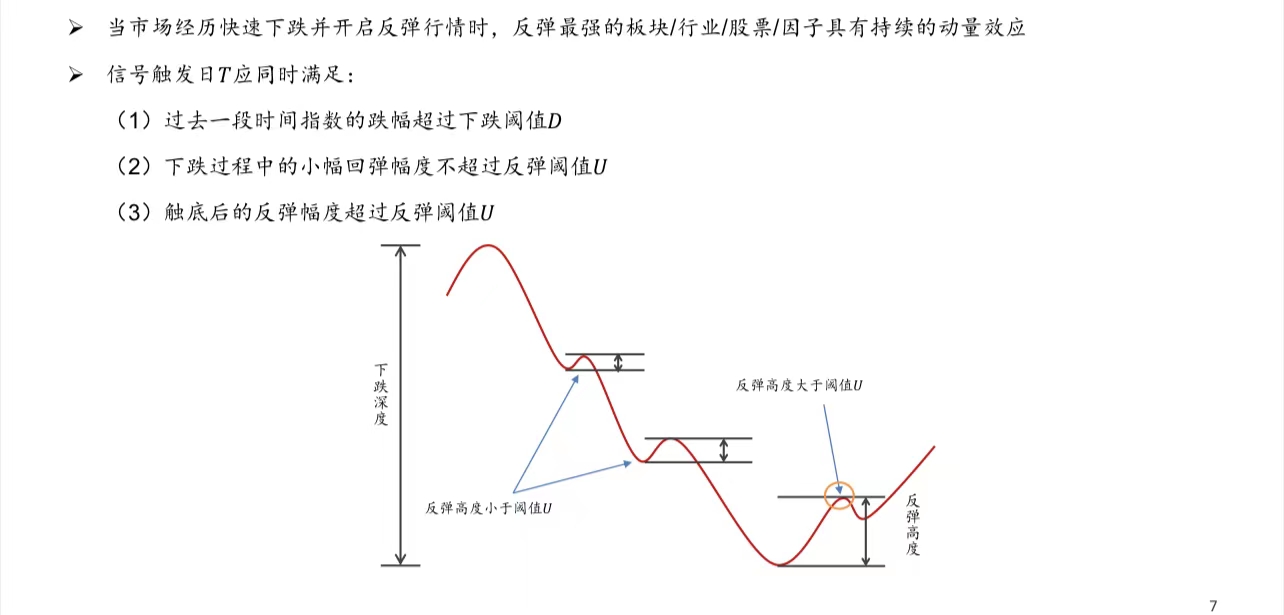 ➢ 当市场经历快速下跌并开启反弹行情时，反弹最强的板块/行业/股票/因子具有持续的动量效应
➢ 信号触发日T应同时满足：
（1）过去一段时间指数的跌幅超过下跌阈值D
（2）下跌过程中的小幅回弹幅度不超过反弹阈值U
（3）触底后的反弹幅度超过反弹阈值U
下跌深度
反弹高度大于阈值U
反弹高度小于阈值U
反弹高度
7